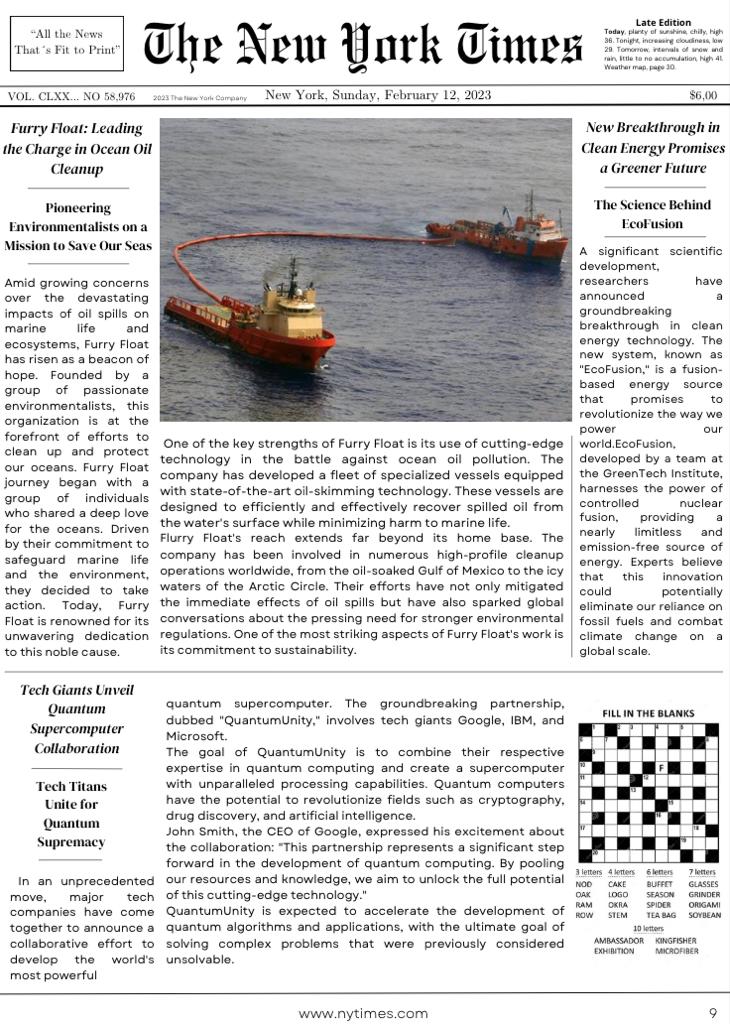 “All the News
That´s Fit to Print”
The New York Times
Late Edition
Today, planty of sunshine, chilly, high
36. Tonight, increasing cloudiness, low
29. Tomorrow, intervals of snow and
rain, little to no accumulation, high 41.
Weather map, page 30.
VOL. CLXX... NO 58,976
2023 The New York Company
New York, Sunday, February 12, 2023
$6,00
Furry Float: Leading
the Charge in Ocean Oil
Cleanup
Pioneering
Environmentalists on a
Mission to Save Our Seas
Amid growing concerns
over the devastating
impacts of oil spills on
marine life and
ecosystems, Furry Float
has risen as a beacon of
hope. Founded by a
group of passionate
environmentalists, this
organization is at the
forefront of efforts to
clean up and protect
our oceans. Furry Float
journey began with a
group of individuals
who shared a deep love
for the oceans. Driven
by their commitment to
safeguard marine life
and the environment,
they decided to take
action. Today, Furry
Float is renowned for its
unwavering dedication
to this noble cause.
One of the key strengths of Furry Float is its use of cutting-edge
technology in the battle against ocean oil pollution. The
company has developed a fleet of specialized vessels equipped
with state-of-the-art oil-skimming technology. These vessels are
designed to efficiently and effectively recover spilled oil from
the water's surface while minimizing harm to marine life.
Flurry Float's reach extends far beyond its home base. The
company has been involved in numerous high-profile cleanup
operations worldwide, from the oil-soaked Gulf of Mexico to the icy
waters of the Arctic Circle. Their efforts have not only mitigated
the immediate effects of oil spills but have also sparked global
conversations about the pressing need for stronger environmental
regulations. One of the most striking aspects of Furry Float's work is
its commitment to sustainability.
New Breakthrough in
Clean Energy Promises
a Greener Future
The Science Behind
EcoFusion
A significant scientific
development,
researchers have
announced a
groundbreaking
breakthrough in clean
energy technology. The
new system, known as
"EcoFusion," is a fusion-
based energy source
that promises to
revolutionize the way we
power our
world.EcoFusion,
developed by a team at
the GreenTech Institute,
harnesses the power of
controlled nuclear
fusion, providing a
nearly limitless and
emission-free source of
energy. Experts believe
that this innovation
could potentially
eliminate our reliance on
fossil fuels and combat
climate change on a
global scale.
Tech Giants Unveil
Quantum
Supercomputer
Collaboration
Tech Titans
Unite for
Quantum
Supremacy
In an unprecedented
move, major tech
companies have come
together to announce a
collaborative effort to
develop the world's
most powerful
quantum supercomputer. The groundbreaking partnership,
dubbed "QuantumUnity," involves tech giants Google, IBM, and
Microsoft.
The goal of QuantumUnity is to combine their respective
expertise in quantum computing and create a supercomputer
with unparalleled processing capabilities. Quantum computers
have the potential to revolutionize fields such as cryptography,
drug discovery, and artificial intelligence.
John Smith, the CEO of Google, expressed his excitement about
the collaboration: "This partnership represents a significant step
forward in the development of quantum computing. By pooling
our resources and knowledge, we aim to unlock the full potential
of this cutting-edge technology."
QuantumUnity is expected to accelerate the development of
quantum algorithms and applications, with the ultimate goal of
solving complex problems that were previously considered
unsolvable.
FILL IN THE BLANKS
F
3 letters 4 letters 6 letters 7 letters
NOD CAKE BUFFET GLASSES
OAK LOGO SEASON GRINDER
RAM OKRA SPIDER ORIGAMI
ROW STEM TEA BAG SOYBEAN
10 letters
AMBASSADOR KINGFISHER
EXHIBITION MICROFIBER
www.nytimes.com
9